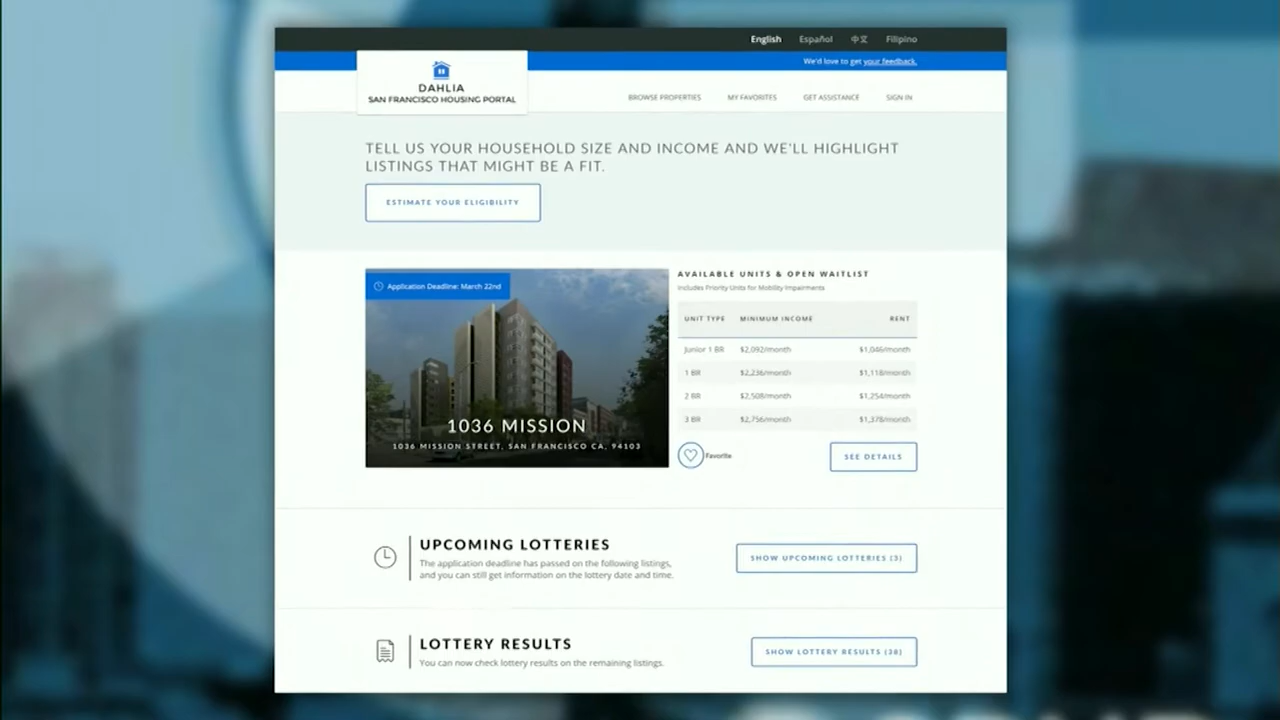 English Español 中文 Filipino
We'd love to get your feedback.
DAHLIA
SAN FRANCISCO HOUSING PORTAL
BROWSE PROPERTIES MY FAVORITES GET ASSISTANCE SIGN IN
TELL US YOUR HOUSEHOLD SIZE AND INCOME AND WE'LL HIGHLIGHT
LISTINGS THAT MIGHT BE A FIT.
ESTIMATE YOUR ELIGIBILITY
Application Deadline: March 22nd
1036 MISSION
1036 MISSION STREET, SAN FRANCISCO CA, 94103
AVAILABLE UNITS & OPEN WAITLIST
Includes Priority Units for Mobility Impairments
UNIT TYPE MINIMUM INCOME RENT
Junior 1 BR $2,092/month $1,046/month
1 BR $2,236/month $1,118/month
2 BR $2,508/month $1,254/month
3 BR $2,756/month $1,378/month
Favorite
SEE DETAILS
UPCOMING LOTTERIES
The application deadline has passed on the following listings,
and you can still get information on the lottery date and time.
SHOW UPCOMING LOTTERIES (3)
LOTTERY RESULTS
You can now check lottery results on the remaining listings.
SHOW LOTTERY RESULTS (38)